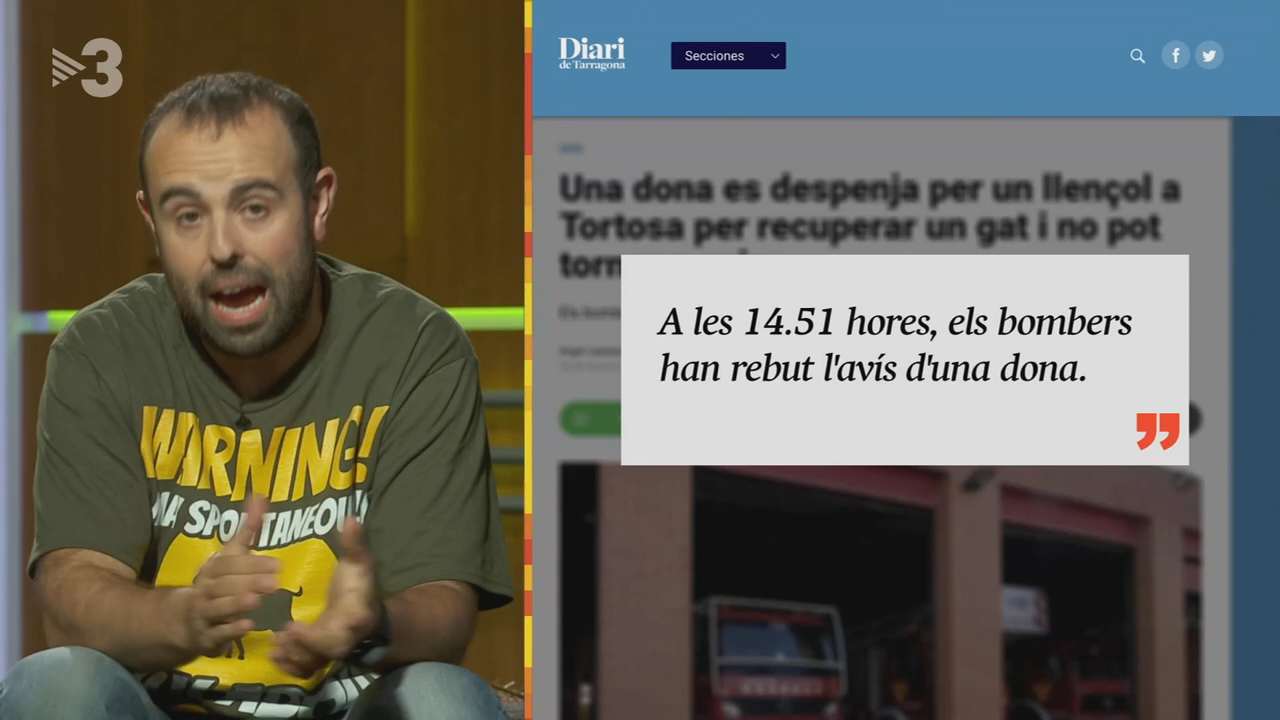 3
Diari
de Tarragona
Secciones
Una dona es despenja per un llençol a
Tortosa per recuperar un gat i no pot
A les 14.51 hores, els bombers
han rebut l'avís d'una dona.
WARNING!
SPONTANEOUS